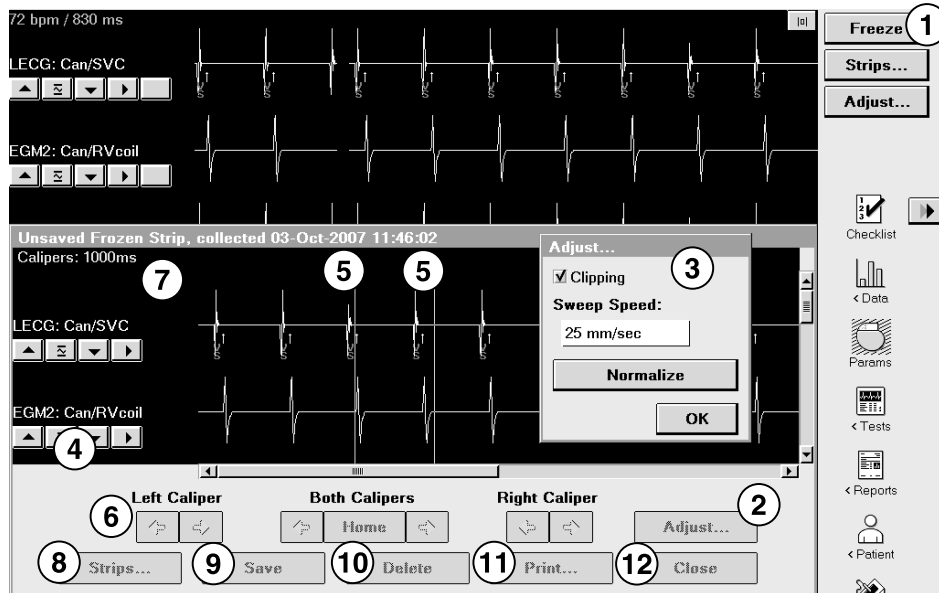 72 bpm / 830 ms
Freeze
1
LECG: Can/SVC
Strips...
Adjust...
EGM2: Can/RVcoil
Checklist
Unsaved Frozen Strip, collected 03-Oct-2007 11:46:02
Calipers: 1000ms
7
5
5
Adjust...
3
Clipping
Sweep Speed:
25 mm/sec
Normalize
OK
< Data
LECG: Can/SVC
Params
EGM2: Can/RVcoil
4
< Tests
Left Caliper
Both Calipers
Right Caliper
6
Home
2
Adjust...
< Reports
8
Strips...
9
Save
10
Delete
11
Print...
12
Close
< Patient